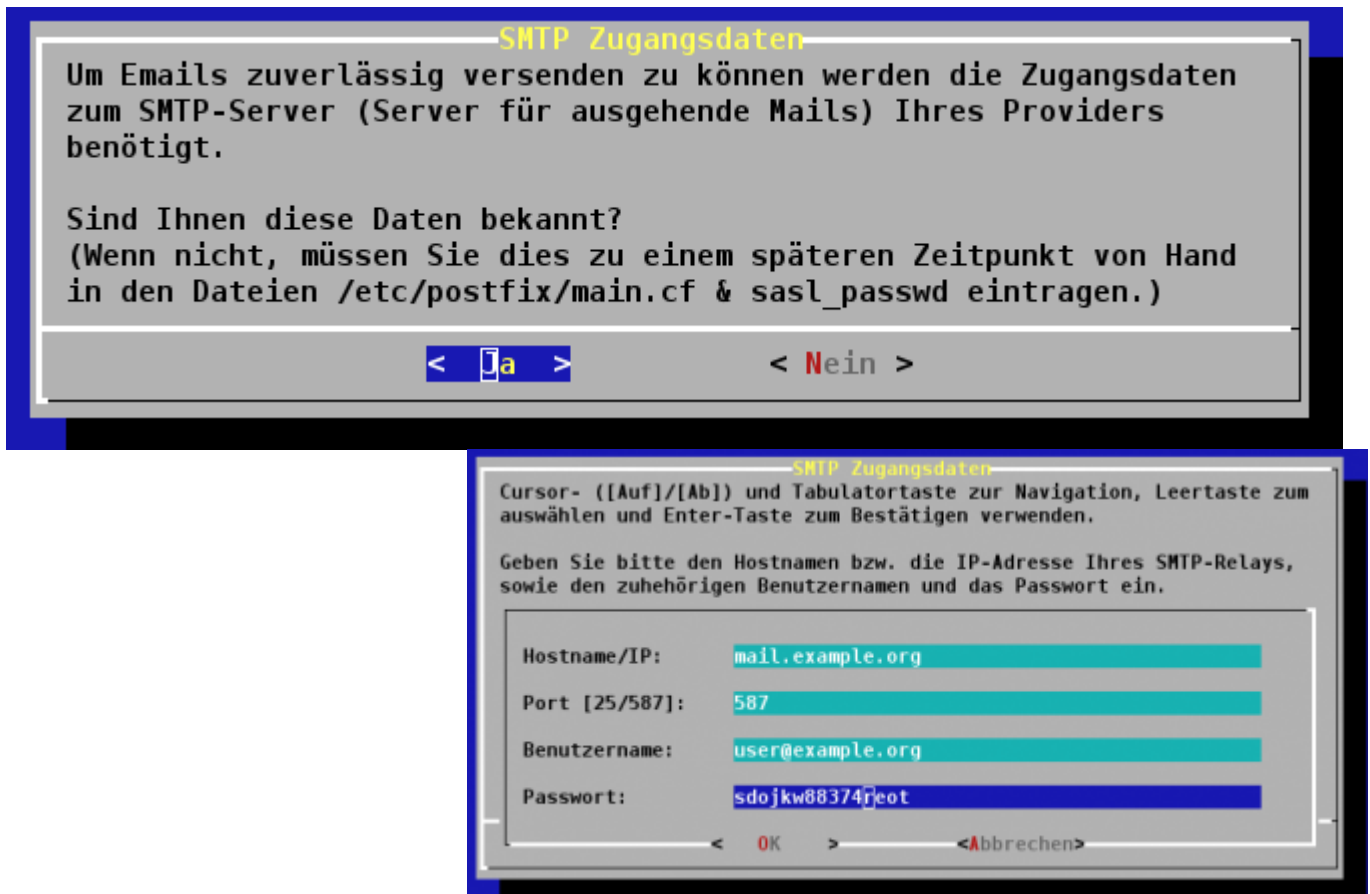 SMTP Zugangsdaten
Um Emails zuverlässig versenden zu können werden die Zugangsdaten
zum SMTP-Server (Server für ausgehende Mails) Ihres Providers
benötigt.
Sind Ihnen diese Daten bekannt?
(Wenn nicht, müssen Sie dies zu einem späteren Zeitpunkt von Hand
in den Dateien /etc/postfix/main.cf & sasl_passwd eintragen.)
< Ja > < Nein >
SMTP Zugangsdaten
Cursor- ([Auf]/[Ab]) und Tabulatortaste zur Navigation, Leertaste zum
auswählen und Enter-Taste zum Bestätigen verwenden.
Geben Sie bitte den Hostnamen bzw. die IP-Adresse Ihres SMTP-Relays,
sowie den zuhehörigen Benutzernamen und das Passwort ein.
Hostname/IP: mail.example.org
Port [25/587]: 587
Benutzername: user@example.org
Passwort: sdojkw88374reot
< OK > <Abbrechen>